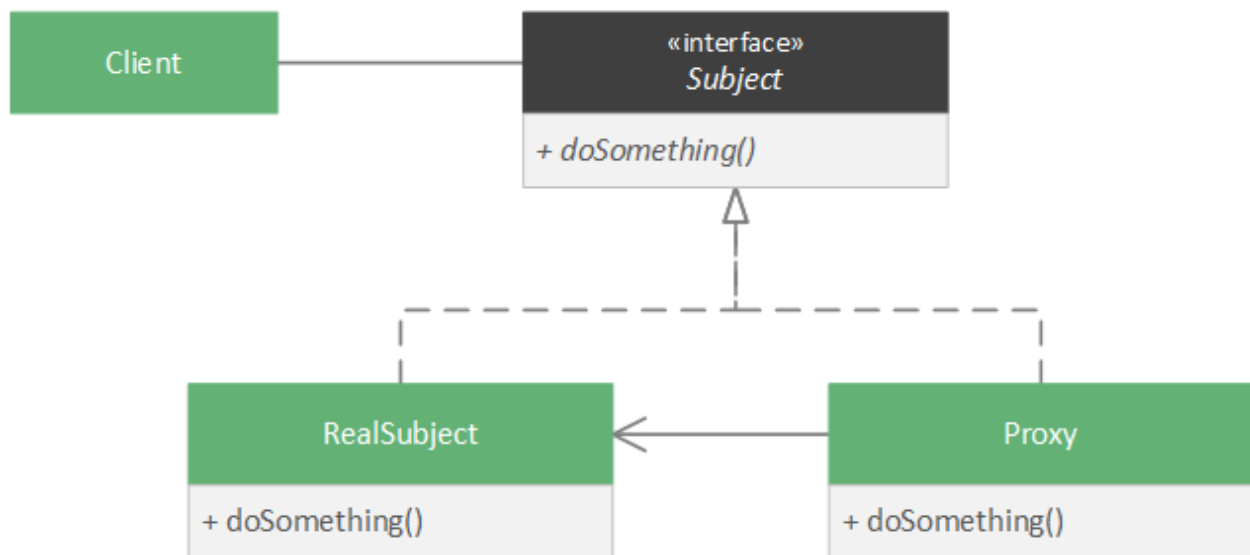 Client
«interface»
Subject
+ doSomething()
RealSubject
Proxy
+ doSomething()
+ doSomething()